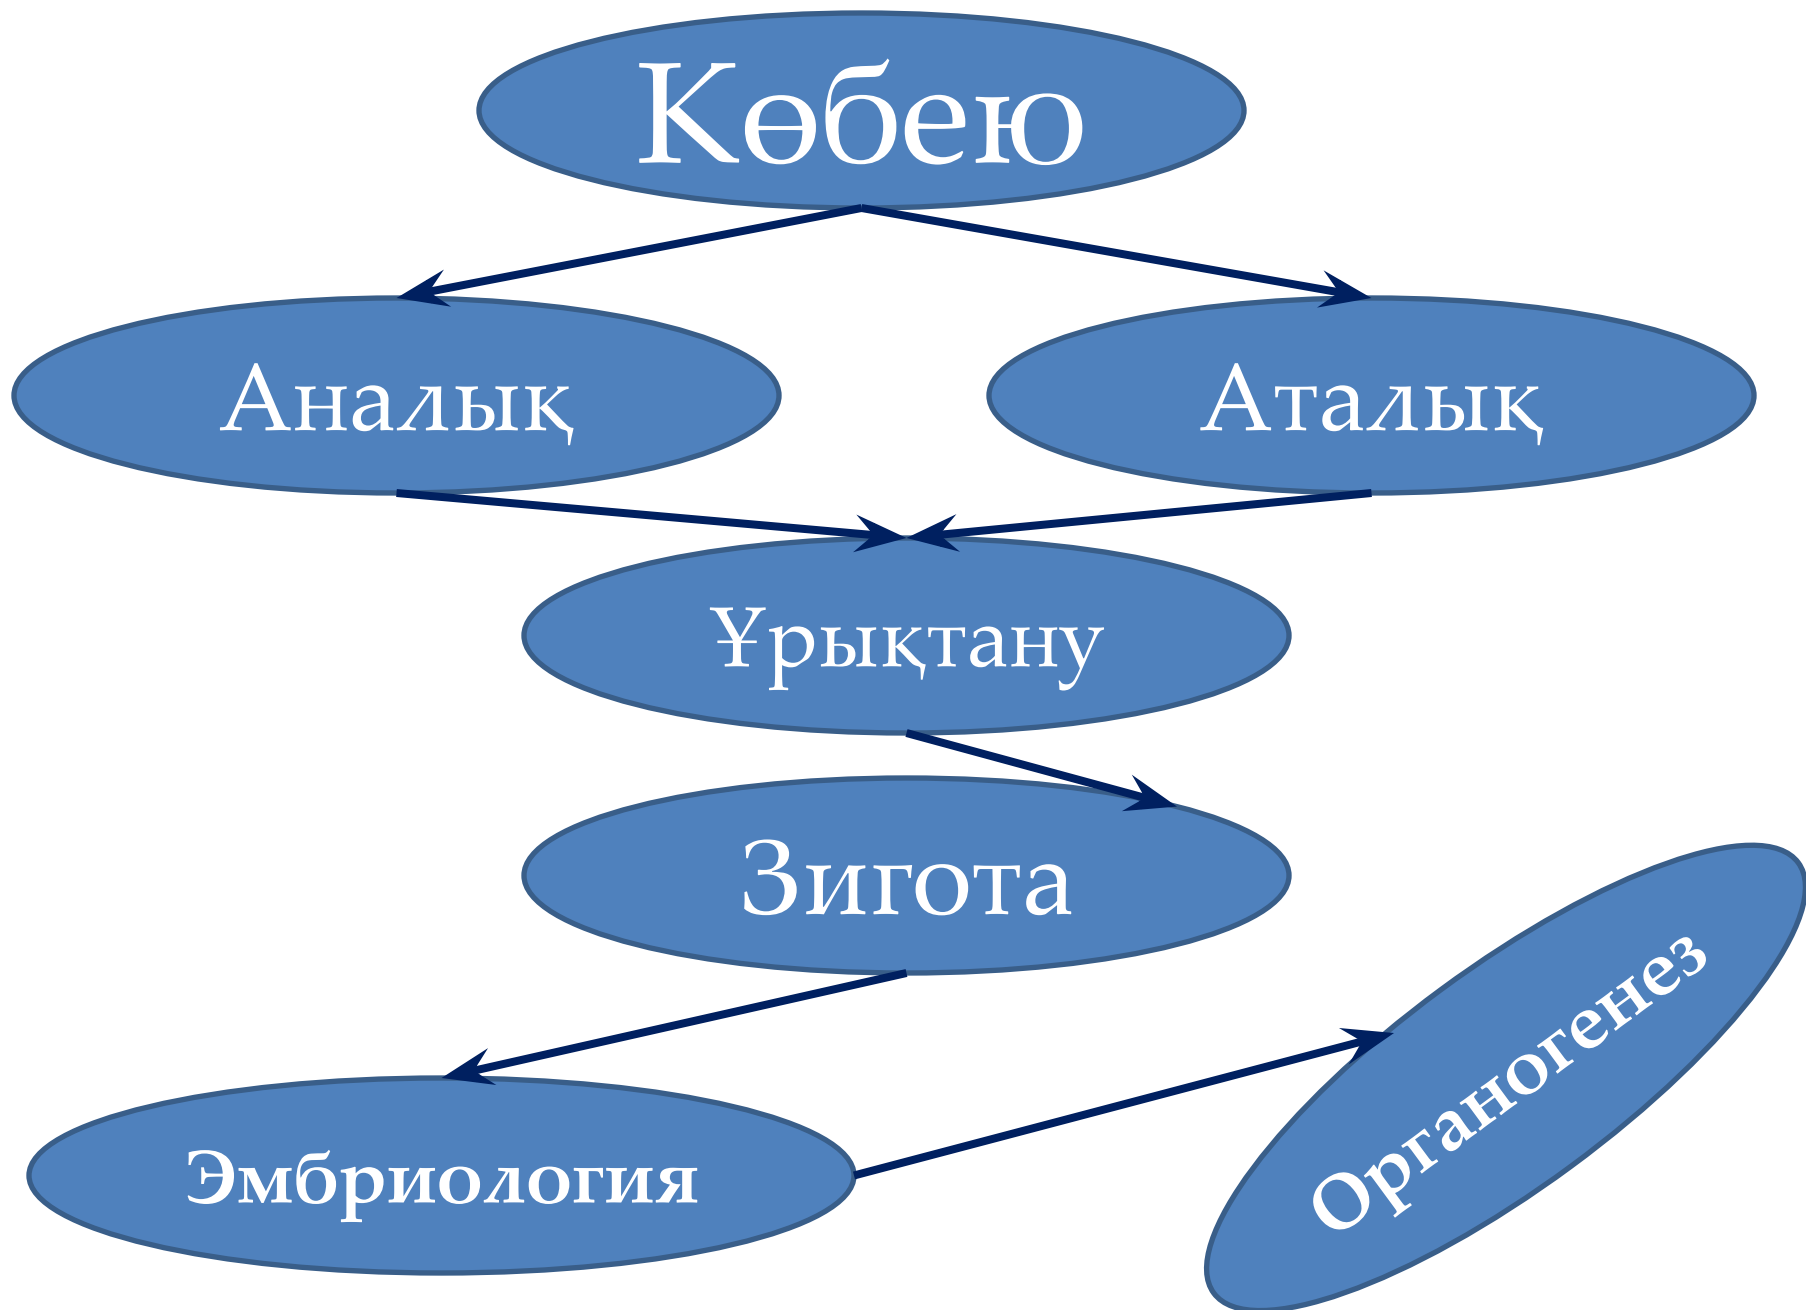 Көбею
Аналық
Аталық
Ұрықтану
Зигота
Органогенез
Эмбриология